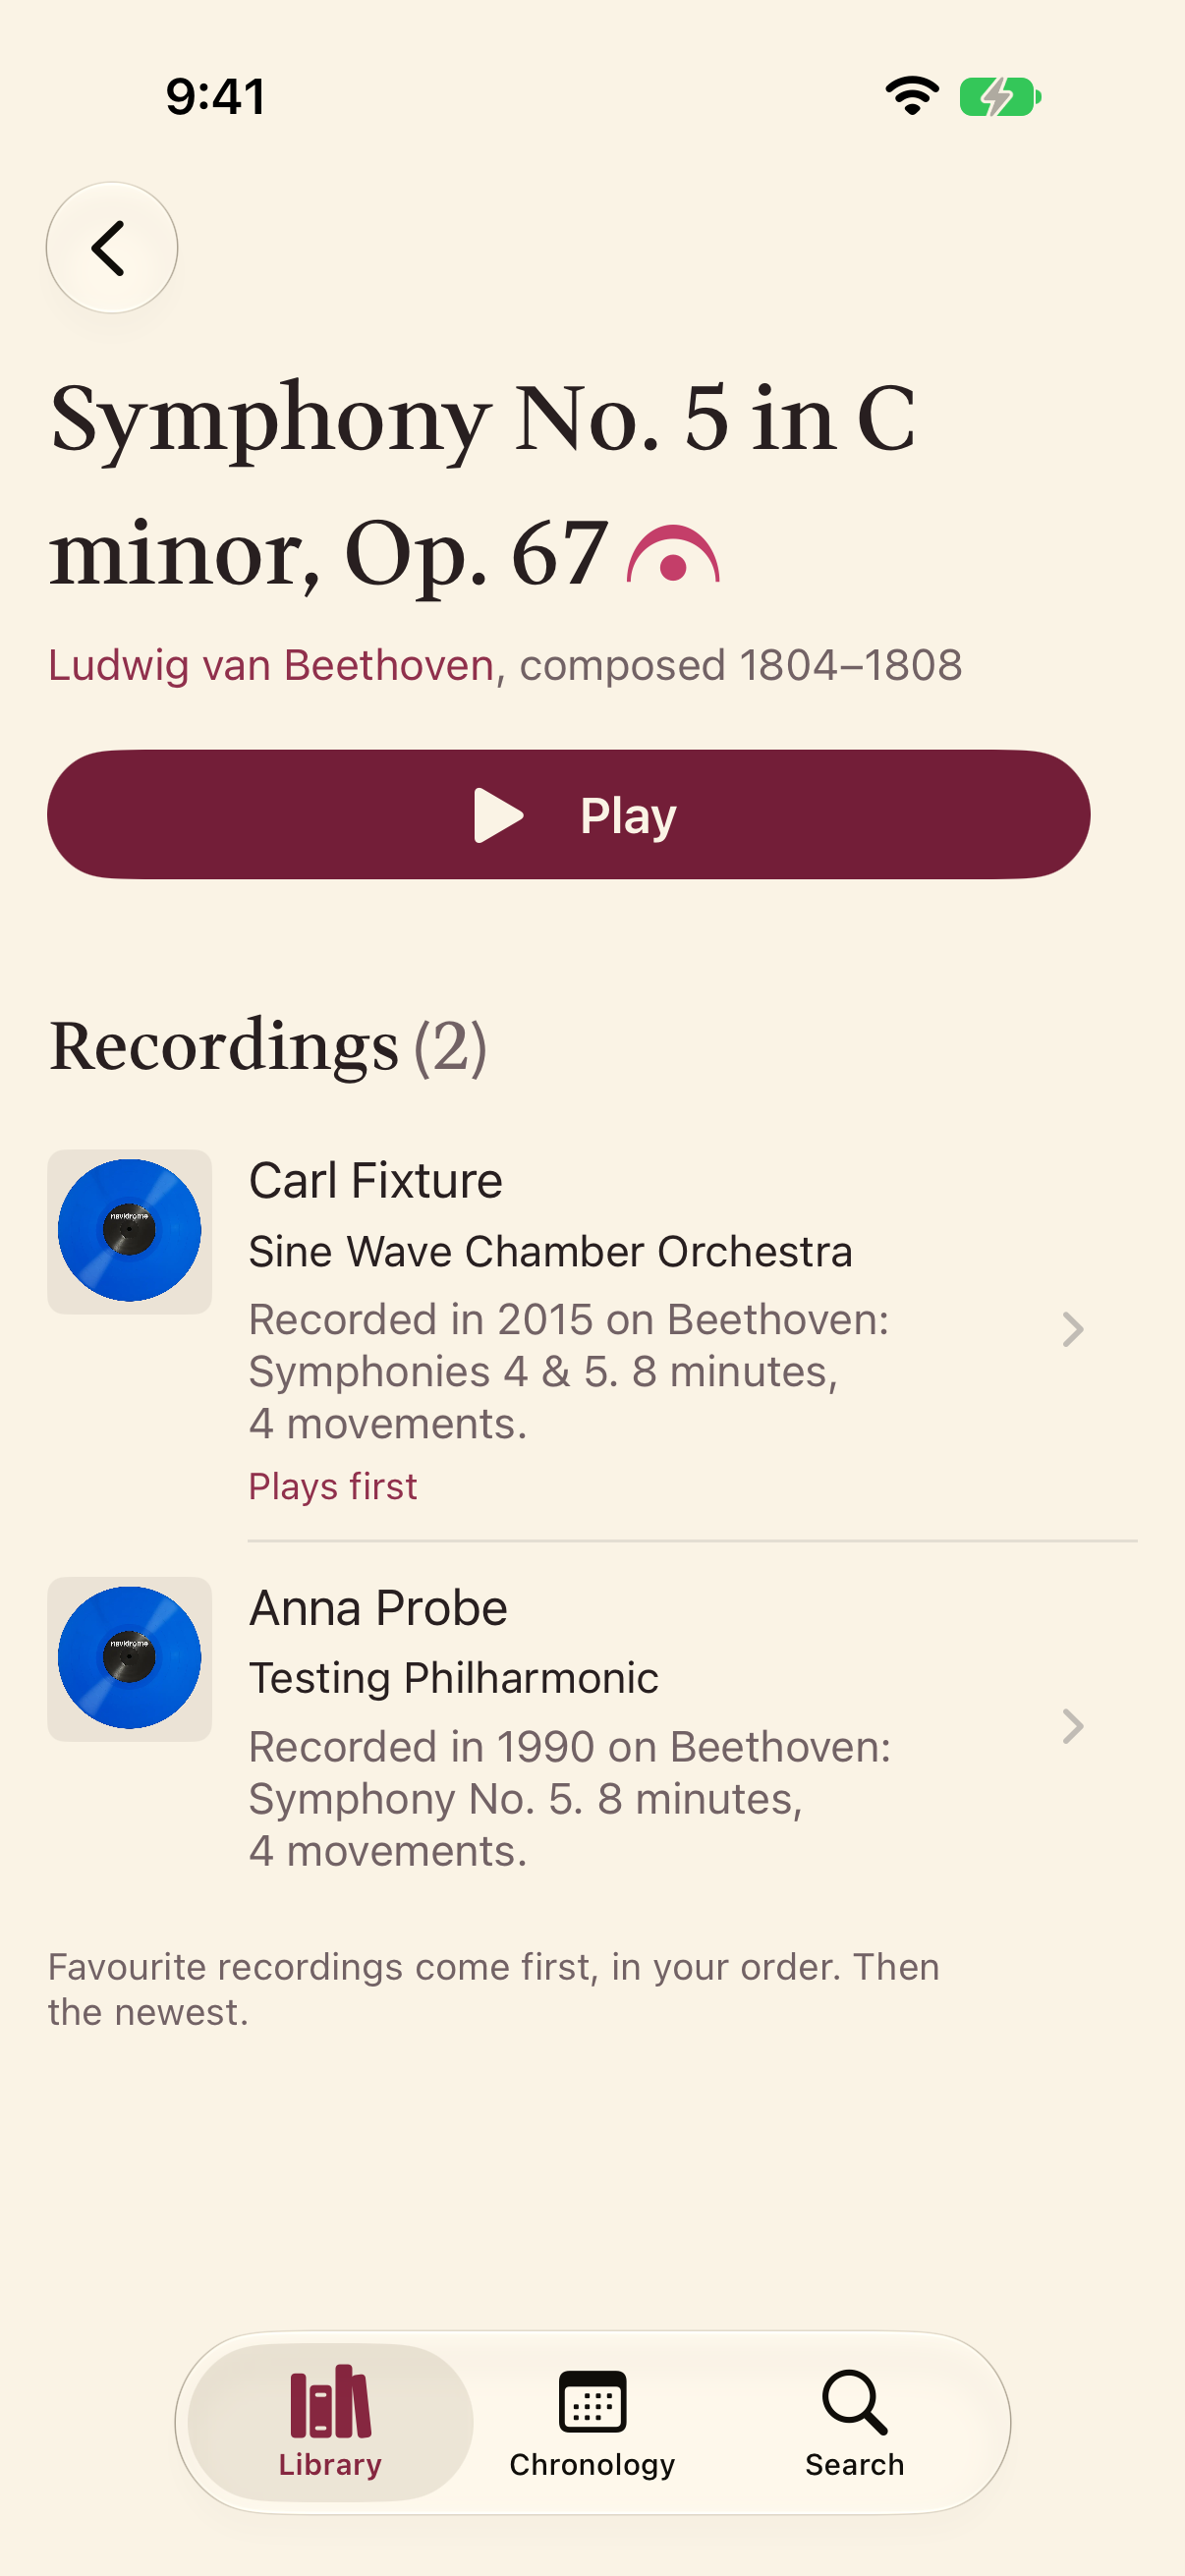 9:41
Symphony No. 5 in C
minor, Op. 67
Ludwig van Beethoven, composed 1804–1808
Play
Recordings (2)
navidrome
Carl Fixture
Sine Wave Chamber Orchestra
Recorded in 2015 on Beethoven:
Symphonies 4 & 5. 8 minutes,
4 movements.
Plays first
navidrome
Anna Probe
Testing Philharmonic
Recorded in 1990 on Beethoven:
Symphony No. 5. 8 minutes,
4 movements.
Favourite recordings come first, in your order. Then
the newest.
Library
Chronology
Search